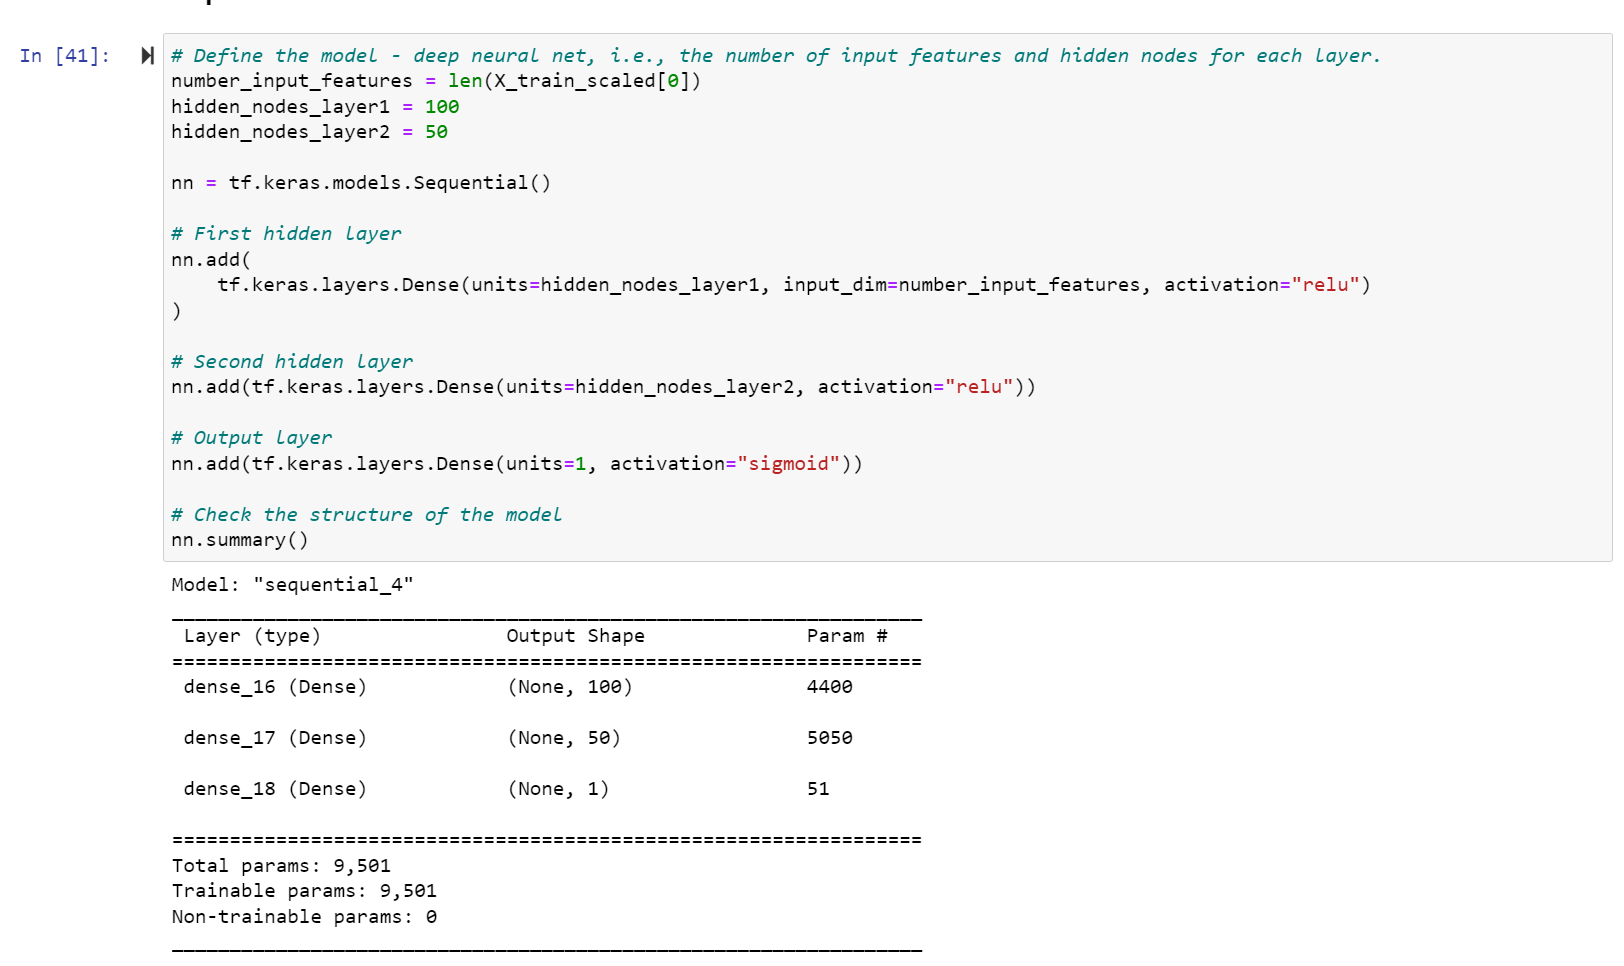 In [41]:
# Define the model - deep neural net, i.e., the number of input features and hidden nodes for each layer.
number_input_features = len(X_train_scaled[0])
hidden_nodes_layer1 = 100
hidden_nodes_layer2 = 50
nn = tf.keras.models.Sequential()
# First hidden layer
nn.add(
    tf.keras.layers.Dense(units=hidden_nodes_layer1, input_dim=number_input_features, activation="relu")
)
# Second hidden layer
nn.add(tf.keras.layers.Dense(units=hidden_nodes_layer2, activation="relu"))
# Output layer
nn.add(tf.keras.layers.Dense(units=1, activation="sigmoid"))
# Check the structure of the model
nn.summary()
Model: "sequential_4"
_________________________________________________________________
Layer (type)                Output Shape              Param #
=================================================================
dense_16 (Dense)            (None, 100)               4400
dense_17 (Dense)            (None, 50)                5050
dense_18 (Dense)            (None, 1)                 51
=================================================================
Total params: 9,501
Trainable params: 9,501
Non-trainable params: 0
_________________________________________________________________